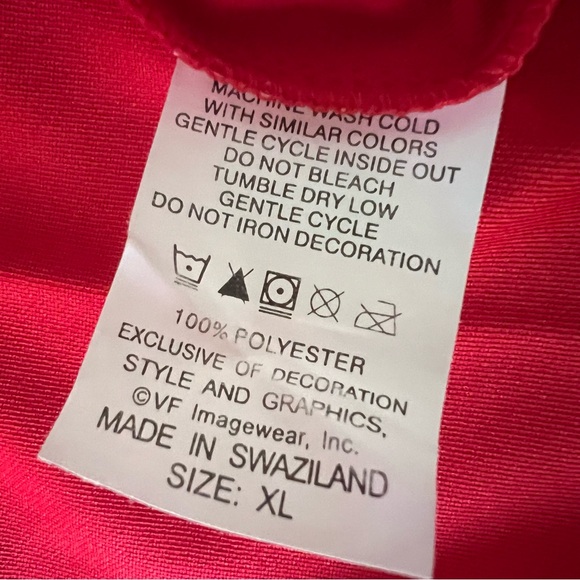 MACHINE WASH COLD
WITH SIMILAR COLORS
GENTLE CYCLE INSIDE OUT
DO NOT BLEACH
TUMBLE DRY LOW
GENTLE CYCLE
DO NOT IRON DECORATION
100% POLYESTER
EXCLUSIVE OF DECORATION
STYLE AND GRAPHICS,
©VF Imagewear, Inc.
MADE IN SWAZILAND
SIZE: XL